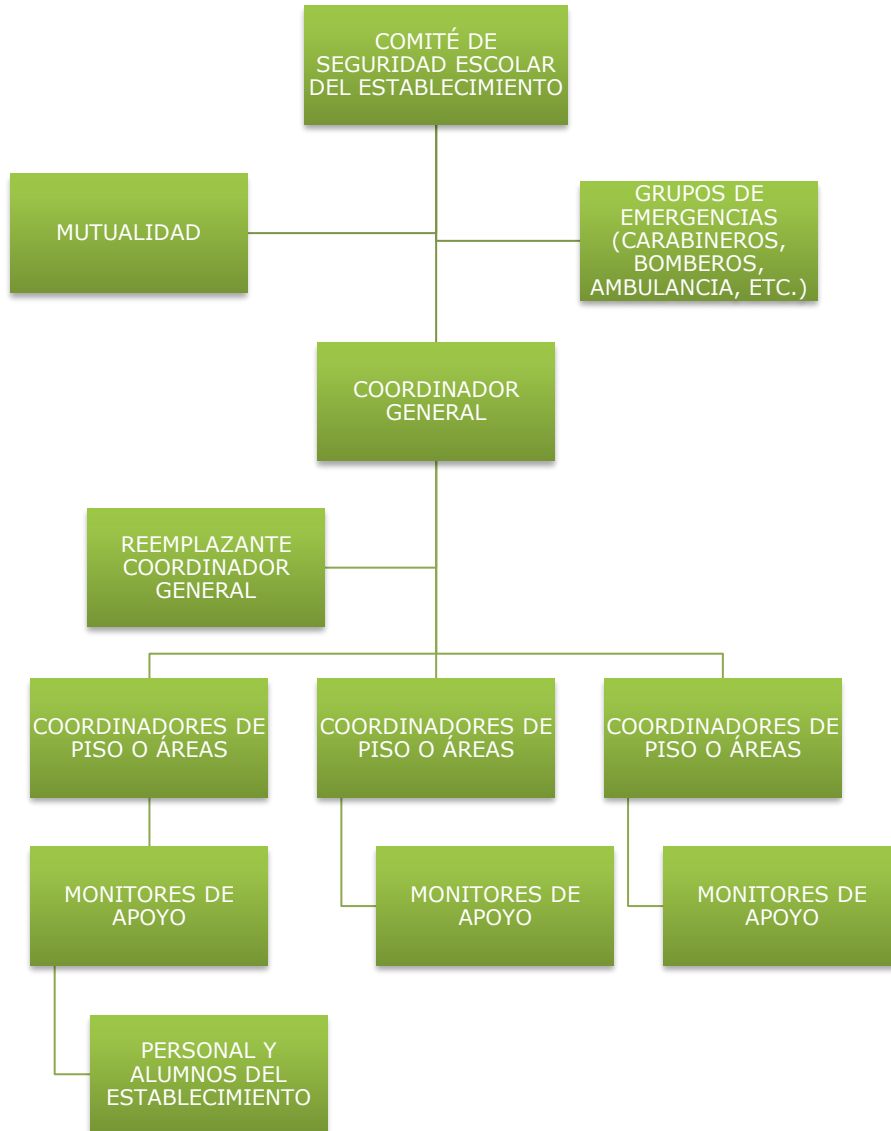 COMITÉ DE
SEGURIDAD ESCOLAR
DEL ESTABLECIMIENTO
MUTUALIDAD
GRUPOS DE
EMERGENCIAS
(CARABINEROS,
BOMBEROS,
AMBULANCIA, ETC.)
COORDINADOR
GENERAL
REEMPLAZANTE
COORDINADOR
GENERAL
COORDINADORES DE
PISO O ÁREAS
COORDINADORES DE
PISO O ÁREAS
COORDINADORES DE
PISO O ÁREAS
MONITORES DE
APOYO
MONITORES DE
APOYO
MONITORES DE
APOYO
PERSONAL Y
ALUMNOS DEL
ESTABLECIMIENTO